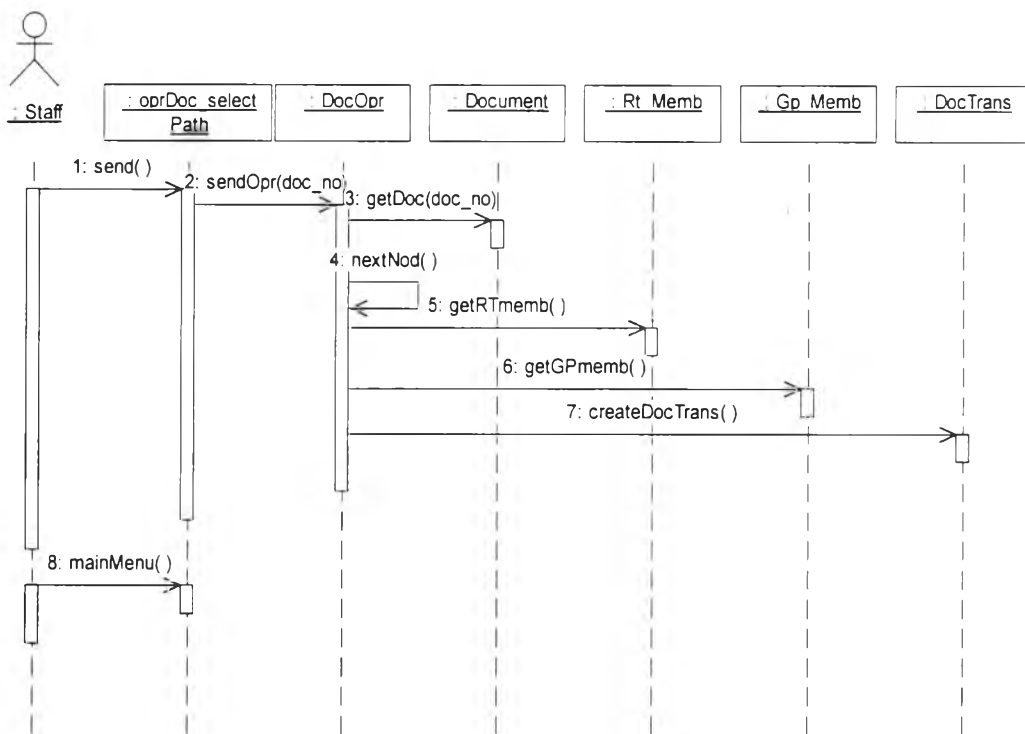 : Staff
: oprDoc_select
Path
: DocOpr
: Document
: Rt_Memb
: Gp_Memb
: DocTrans
1: send( )
2: sendOpr(doc_no)
3: getDoc(doc_no)
4: nextNod( )
5: getRTmemb( )
6: getGPmemb( )
7: createDocTrans( )
8: mainMenu( )